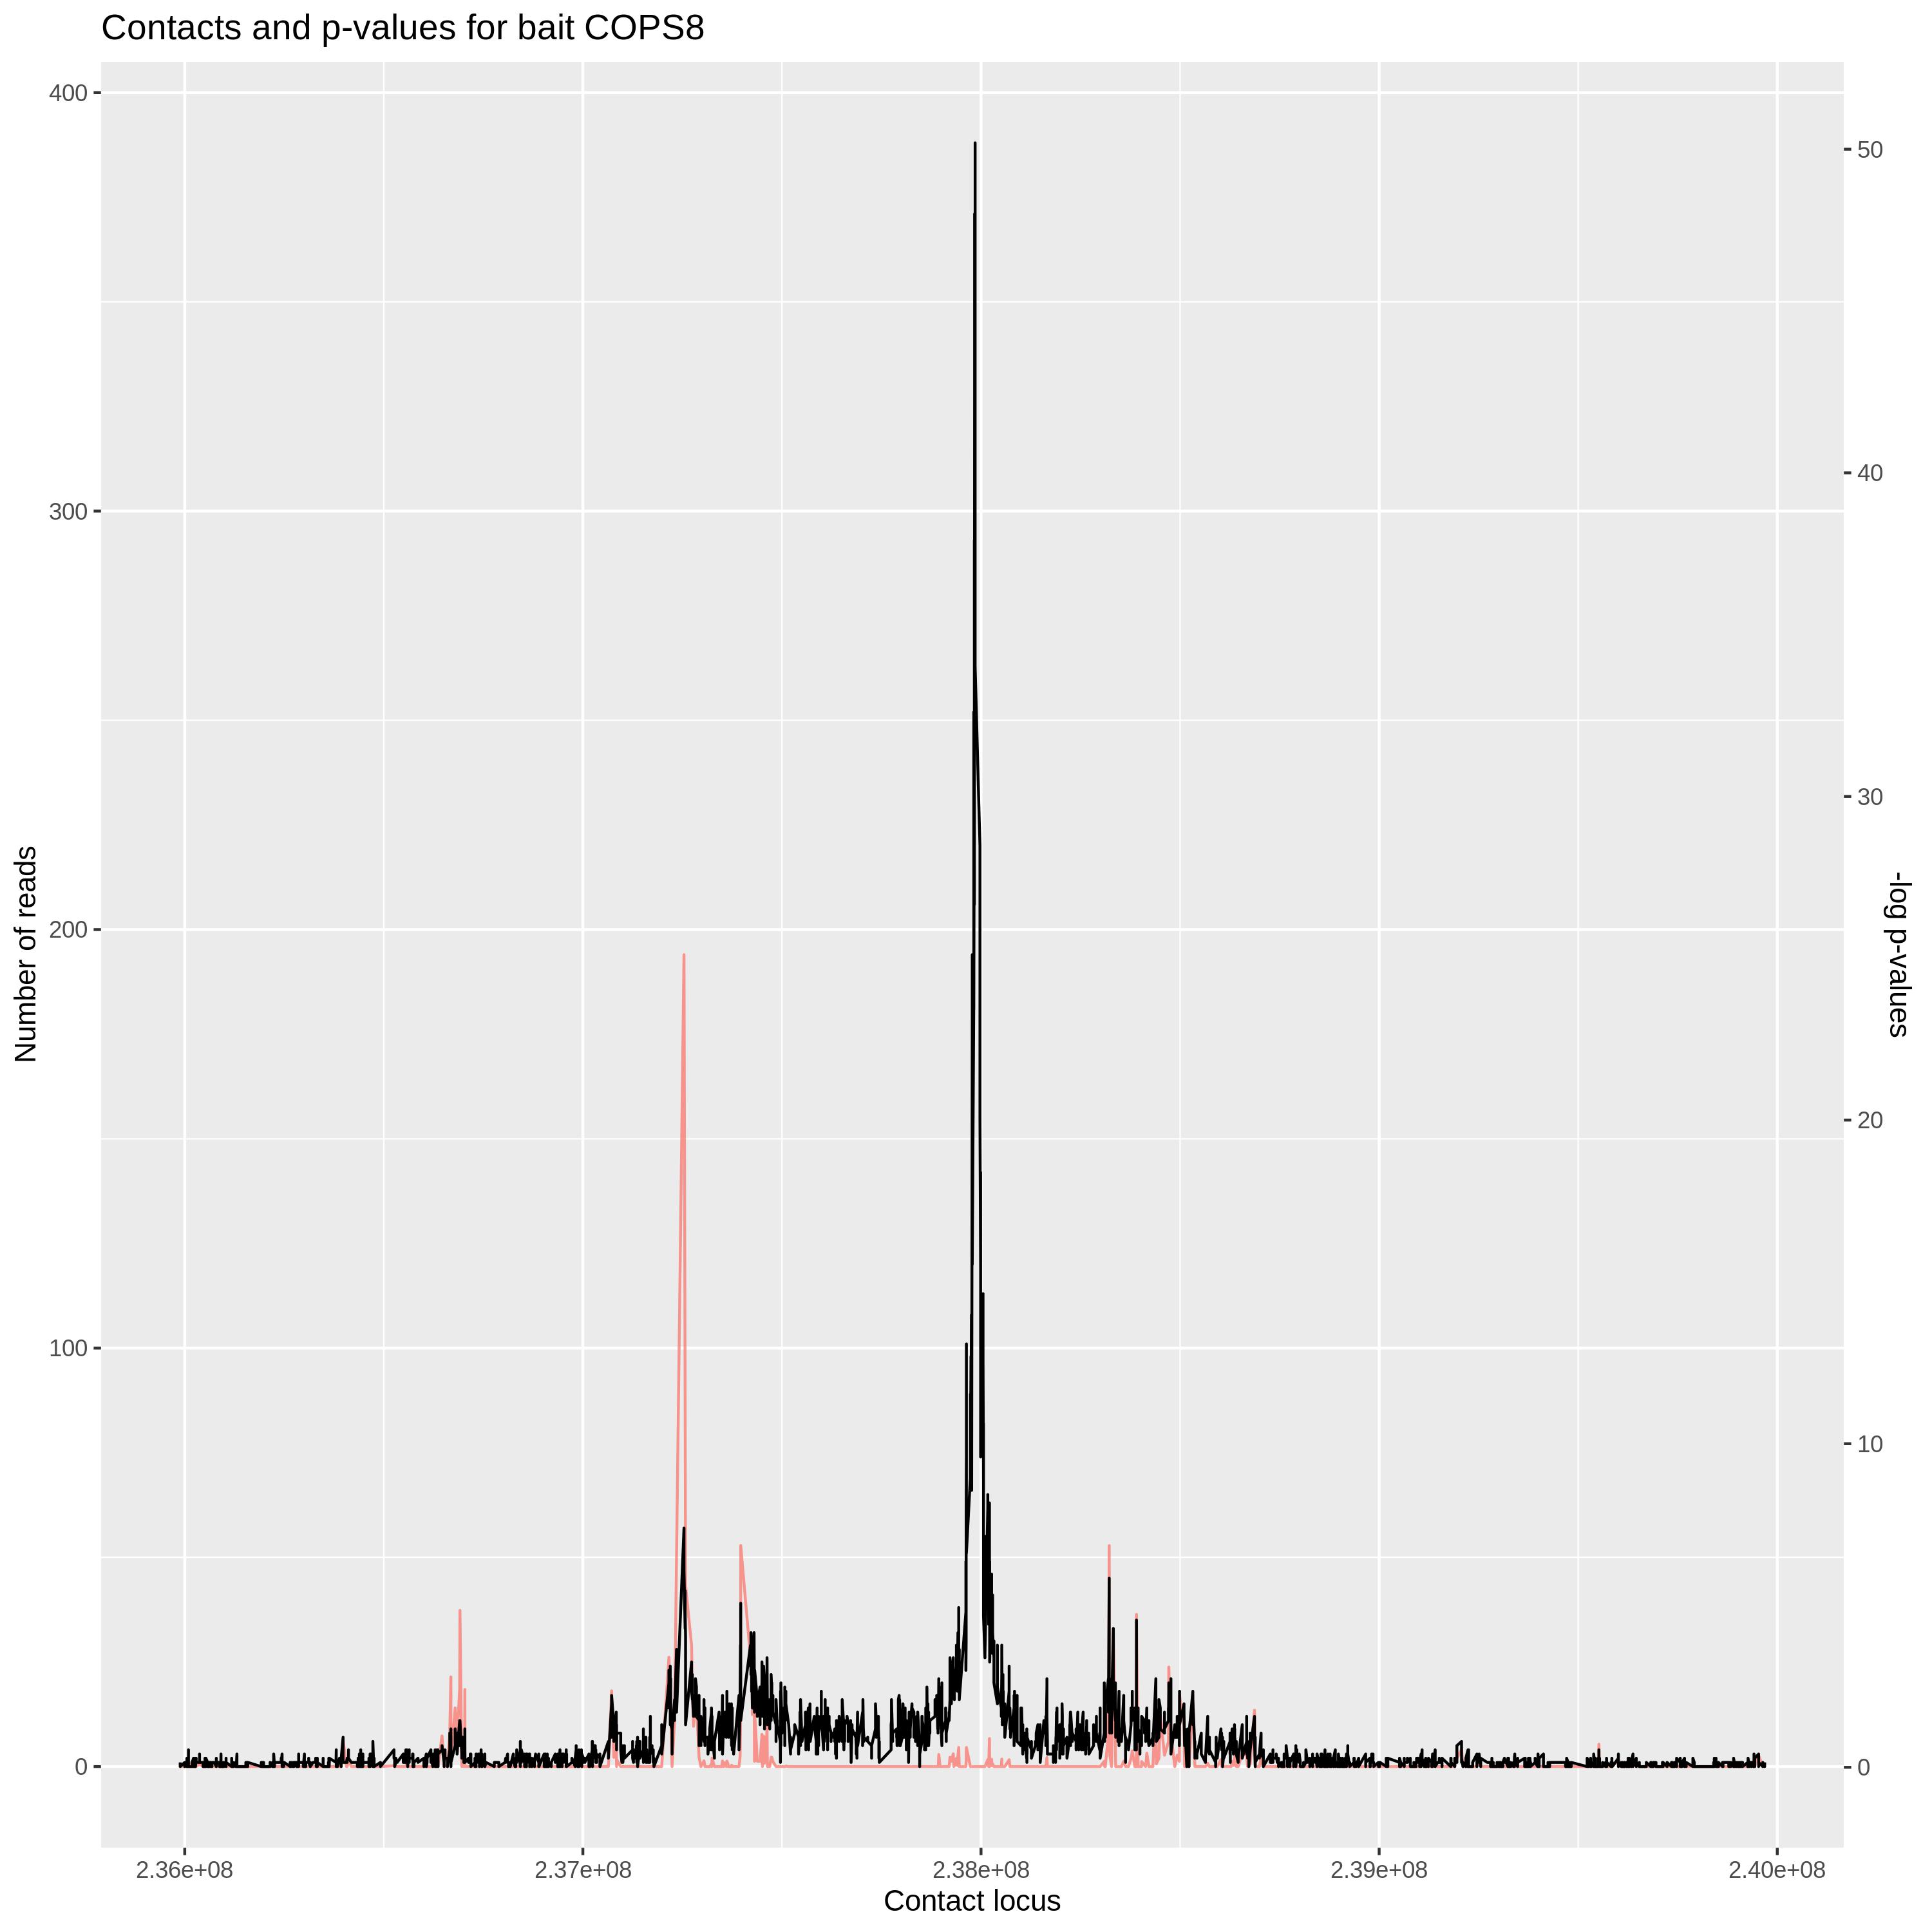 Contacts and p-values for bait COPS8
400
300
200
100
0
50
40
30
20
10
0
Number of reads
-log p-values
2.36e+08
2.37e+08
2.38e+08
2.39e+08
2.40e+08
Contact locus